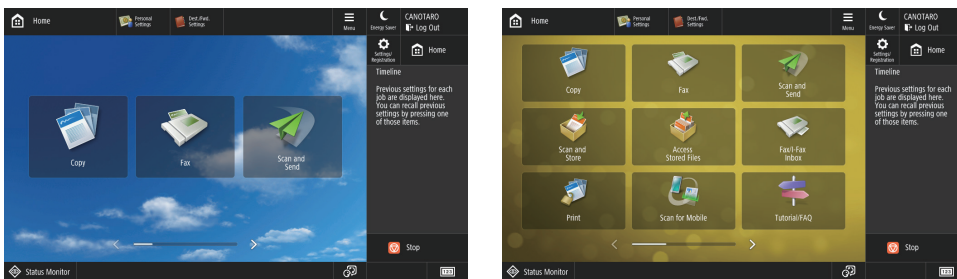 Home
Personal
Settings
Dest./Fwd.
Settings
Menu
Energy Saver
CANOTARO
Log Out
Settings/
Registration
Home
Timeline
Previous settings for each
job are displayed here.
You can recall previous
settings by pressing one
of those items.
Copy
Fax
Scan and
Send
Stop
Status Monitor
123
Home
Personal
Settings
Dest./Fwd.
Settings
Menu
Energy Saver
CANOTARO
Log Out
Settings/
Registration
Home
Timeline
Previous settings for each
job are displayed here.
You can recall previous
settings by pressing one
of those items.
Copy
Fax
Scan and
Send
Scan and
Store
Access
Stored Files
Fax/I-Fax
Inbox
Print
Scan for Mobile
Tutorial/FAQ
Stop
Status Monitor
123